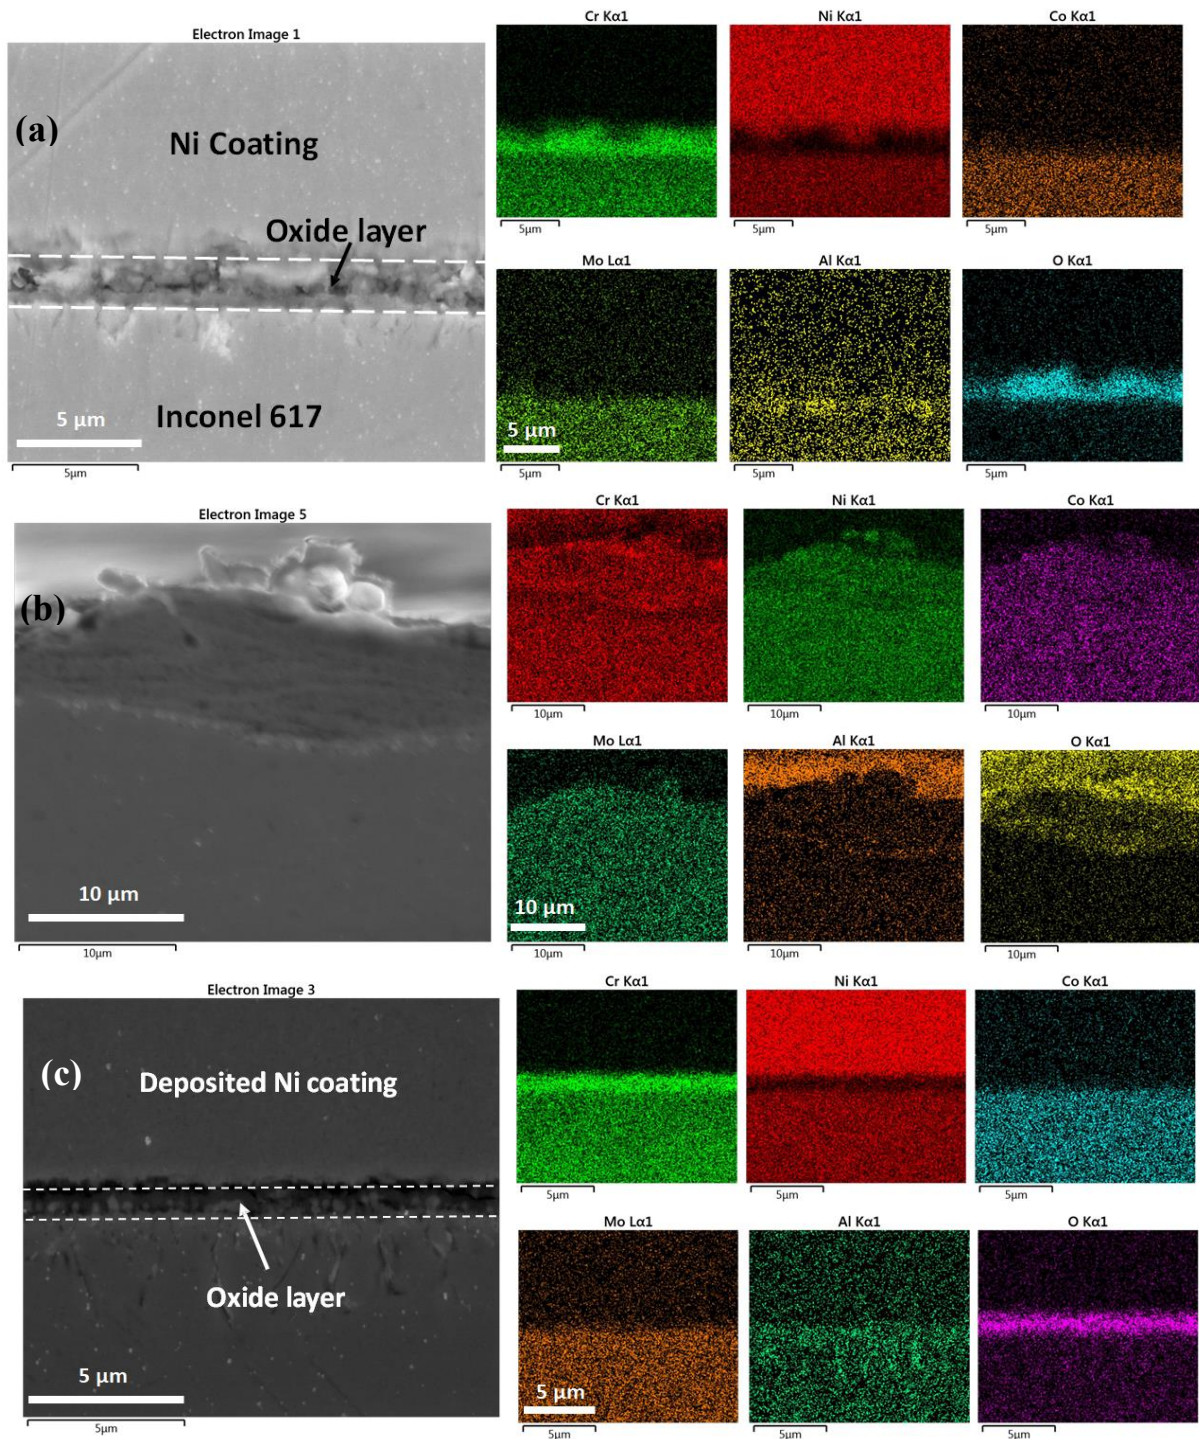 Electron Image 1
(a)
Ni Coating
Oxide layer
Inconel 617
5 µm
5µm
Cr Kα1
5µm
Ni Kα1
5µm
Co Kα1
5µm
Mo Lα1
5 µm
5µm
Al Kα1
5µm
O Kα1
5µm
Electron Image 5
(b)
10 µm
10µm
Cr Kα1
10µm
Ni Kα1
10µm
Co Kα1
10µm
Mo Lα1
10 µm
10µm
Al Kα1
10µm
O Kα1
10µm
Electron Image 3
(c)
Deposited Ni coating
Oxide layer
5 µm
5µm
Cr Kα1
5µm
Ni Kα1
5µm
Co Kα1
5µm
Mo Lα1
5 µm
5µm
Al Kα1
5µm
O Kα1
5µm